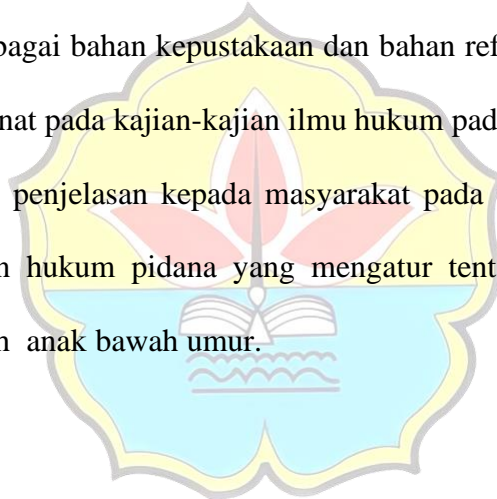 bagai bahan kepustakaan dan bahan ref
nat pada kajian-kajian ilmu hukum pad
penjelasan kepada masyarakat pada
hukum pidana yang mengatur tent
anak bawah umur.